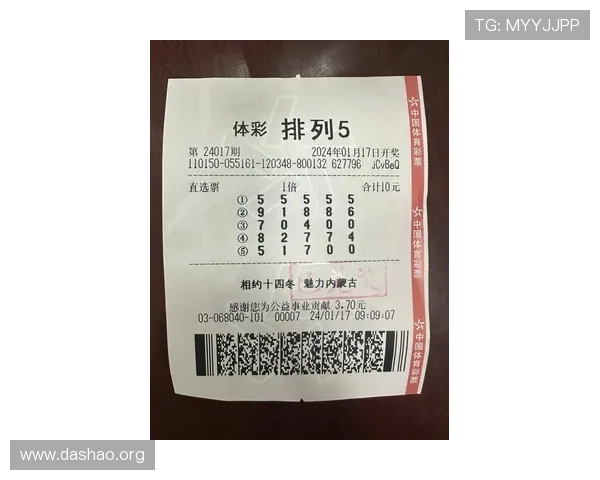 TG: MYYJJPP
体彩 排列5
第 24017期 2024年01月17日开奖
110150-055161-120348-800132 627796 jCvBeQ
直选票 1倍 合计10元
① 5 5 5 5 5
② 9 1 8 8 6
③ 7 0 4 0 0
④ 8 2 7 7 4
⑤ 5 1 7 0 0
已兑奖
相约十四冬 魅力内蒙古
感谢您为公益事业贡献 3.70元
03-068040-101 00007 24/01/17 09:09:07
中国体育彩票
中国体育彩票
中国体育彩票
www.dashao.org